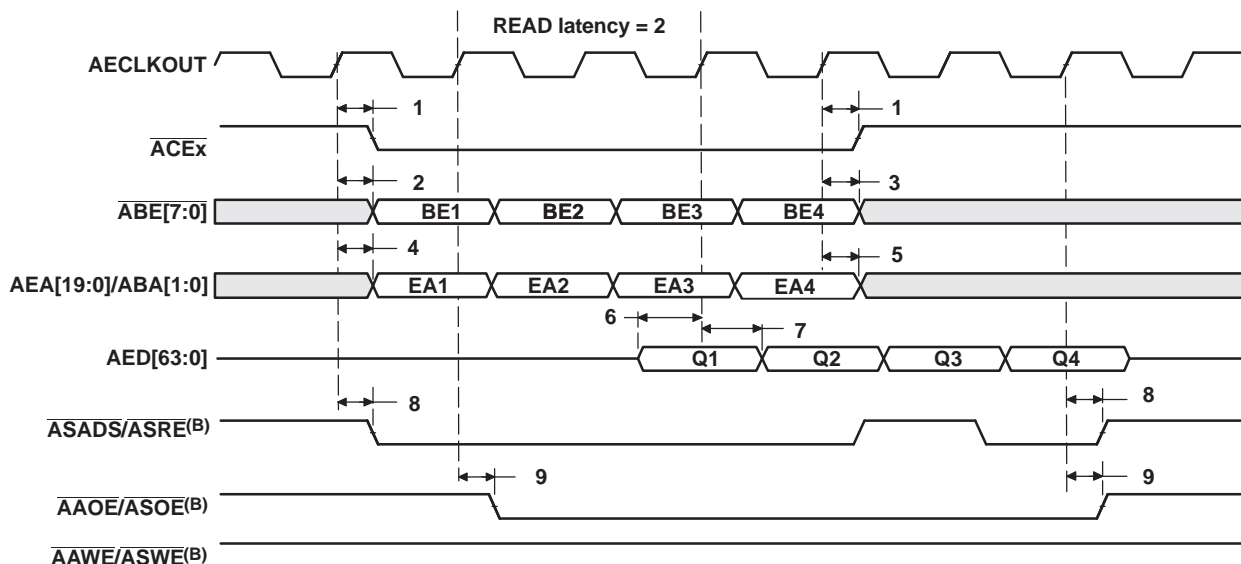 READ latency = 2
AECLKOUT
1 1
ACEx
2 3
ABE[7:0] BE1 BE2 BE3 BE4
4 5
AEA[19:0]/ABA[1:0] EA1 EA2 EA3 EA4
6 7
AED[63:0] Q1 Q2 Q3 Q4
8 8
ASADS/ASRE(B)
9 9
AAOE/ASOE(B)
AAWE/ASWE(B)